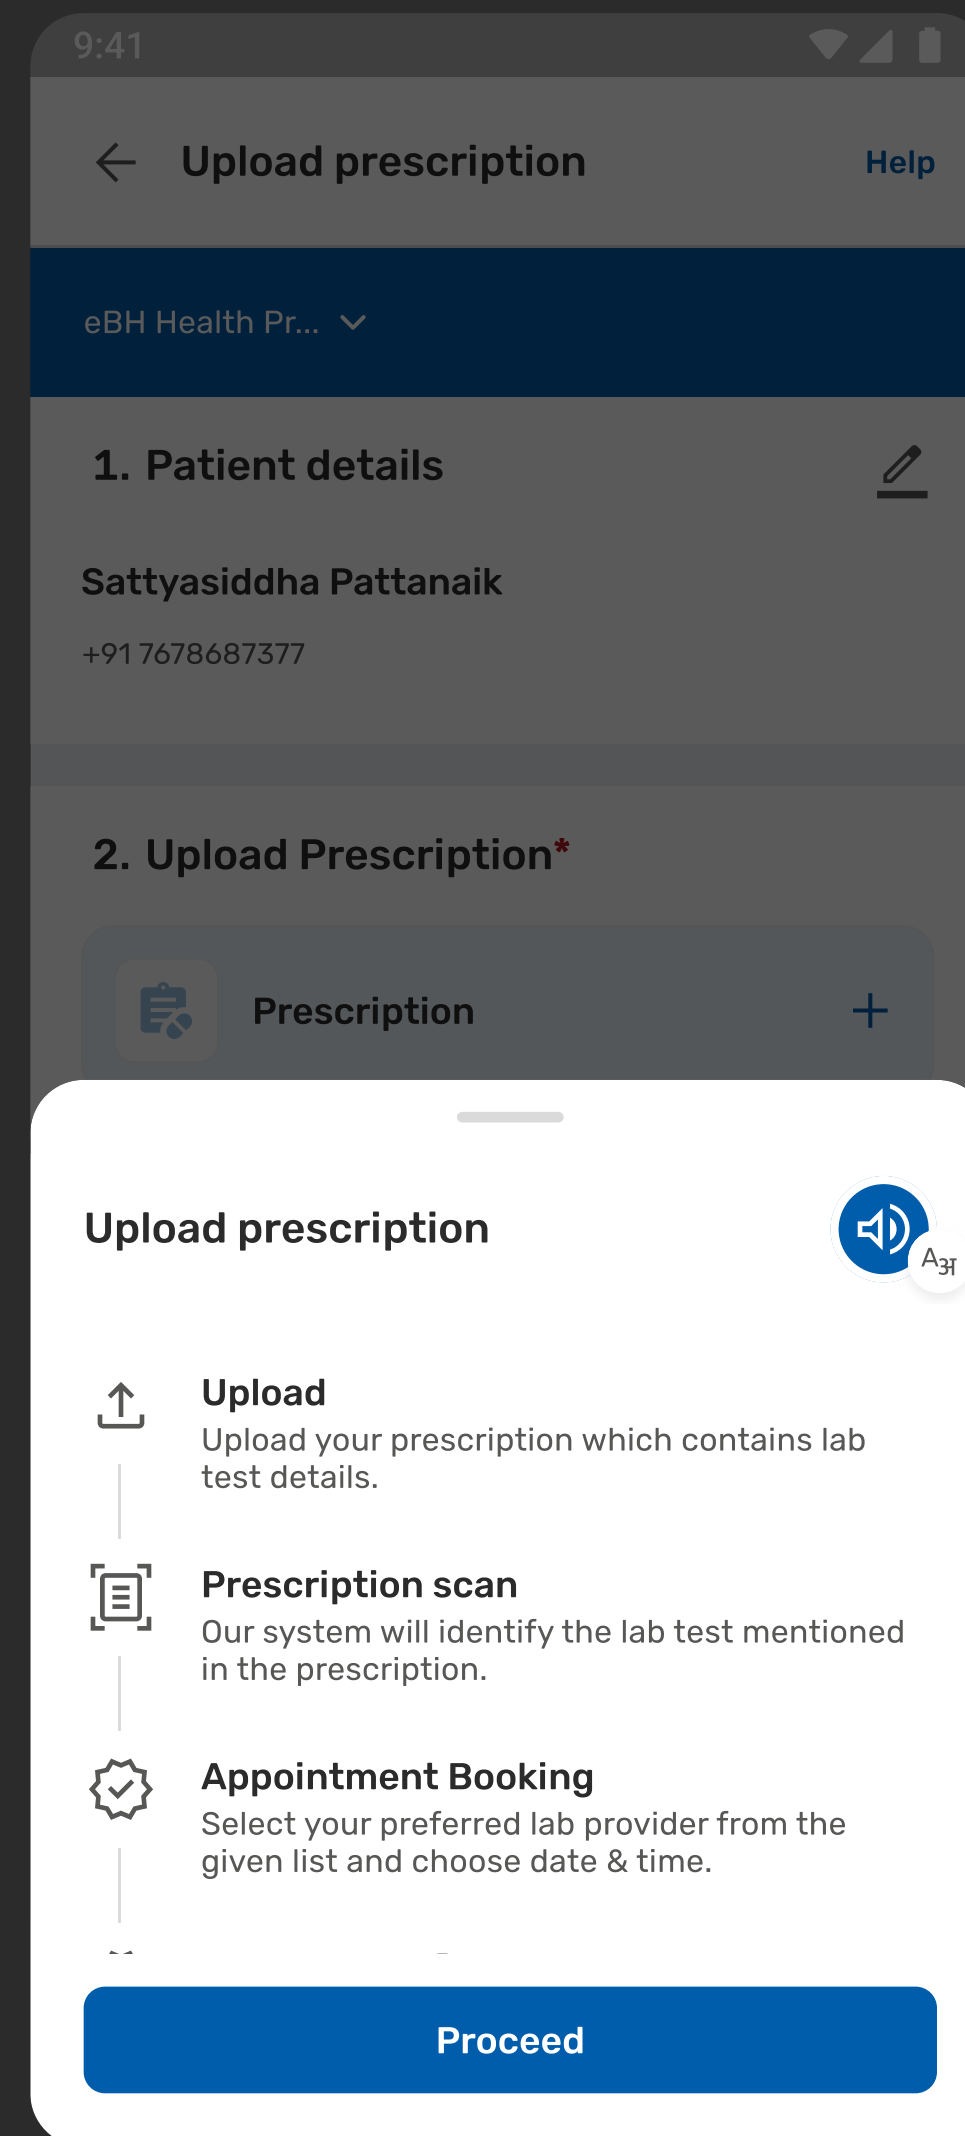 9:41
Upload prescription
Help
eBH Health Pr...
1. Patient details
Sattyasiddha Pattanaik
+91 7678687377
2. Upload Prescription*
Prescription
Upload prescription
Aअ
Upload
Upload your prescription which contains lab
test details.
Prescription scan
Our system will identify the lab test mentioned
in the prescription.
Appointment Booking
Select your preferred lab provider from the
given list and choose date & time.
Proceed